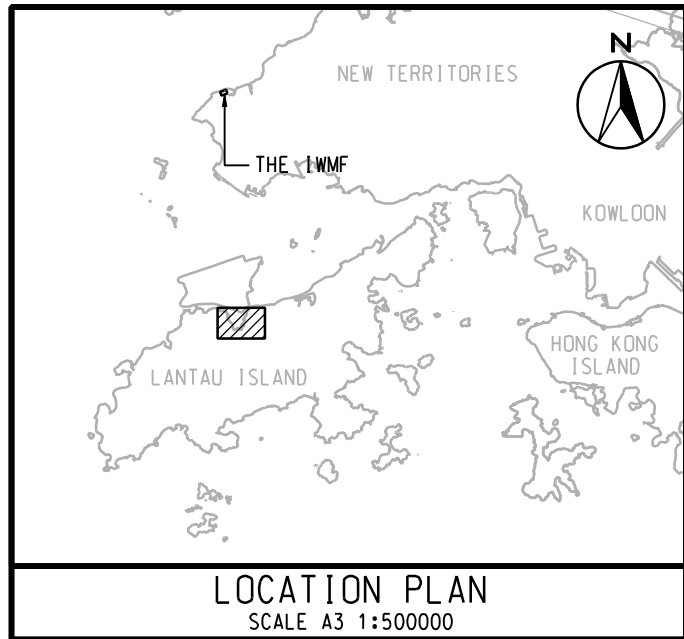 N
NEW TERRITORIES
THE IWMF
KOWLOON
HONG KONG
ISLAND
LANTAU ISLAND
LOCATION PLAN
SCALE A3 1:500000